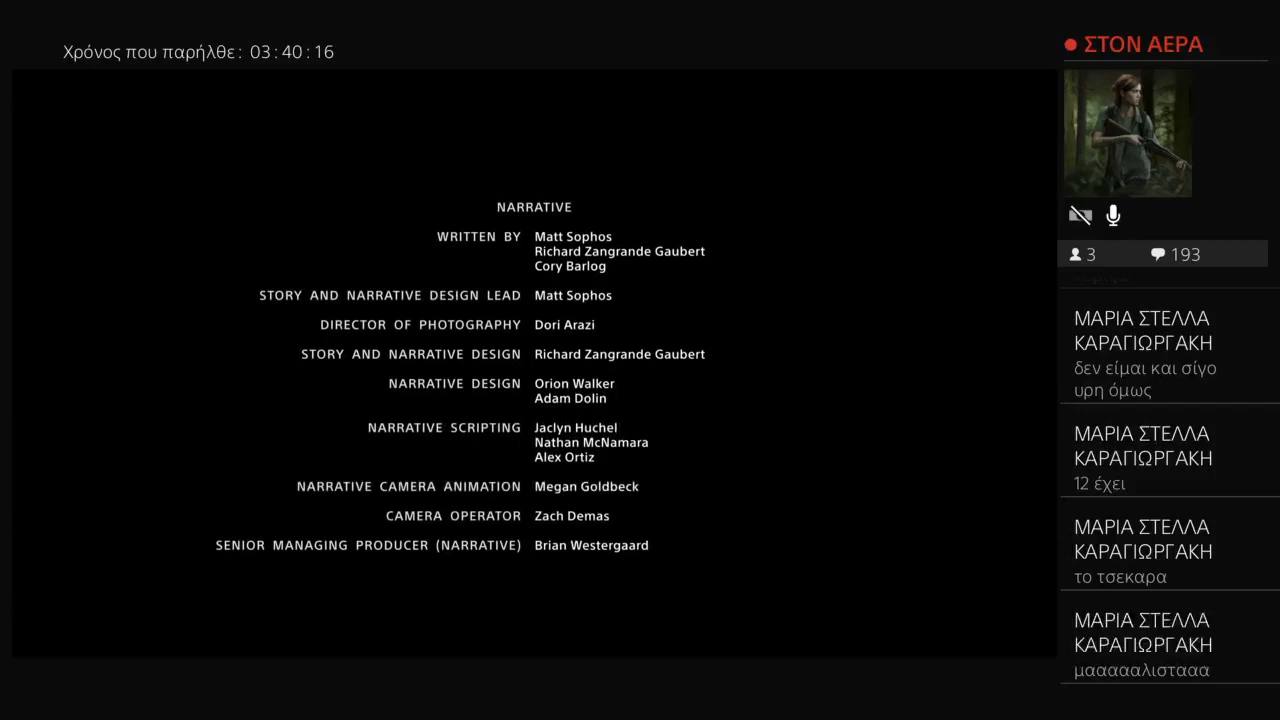 Χρόνος που παρήλθε: 03:40:16
ΣΤΟΝ ΑΕΡΑ
NARRATIVE
WRITTEN BY Matt Sophos
Richard Zangrande Gaubert
Cory Barlog
STORY AND NARRATIVE DESIGN LEAD Matt Sophos
DIRECTOR OF PHOTOGRAPHY Dori Arazi
STORY AND NARRATIVE DESIGN Richard Zangrande Gaubert
NARRATIVE DESIGN Orion Walker
Adam Dolin
NARRATIVE SCRIPTING Jaclyn Huchel
Nathan McNamara
Alex Ortiz
NARRATIVE CAMERA ANIMATION Megan Goldbeck
CAMERA OPERATOR Zach Demas
SENIOR MANAGING PRODUCER (NARRATIVE) Brian Westergaard
3 193
ΜΑΡΙΑ ΣΤΕΛΛΑ
ΚΑΡΑΓΙΩΡΓΑΚΗ
δεν είμαι και σίγο
υρη όμως
ΜΑΡΙΑ ΣΤΕΛΛΑ
ΚΑΡΑΓΙΩΡΓΑΚΗ
12 έχει
ΜΑΡΙΑ ΣΤΕΛΛΑ
ΚΑΡΑΓΙΩΡΓΑΚΗ
το τσεκαρα
ΜΑΡΙΑ ΣΤΕΛΛΑ
ΚΑΡΑΓΙΩΡΓΑΚΗ
μααααααλιστααα